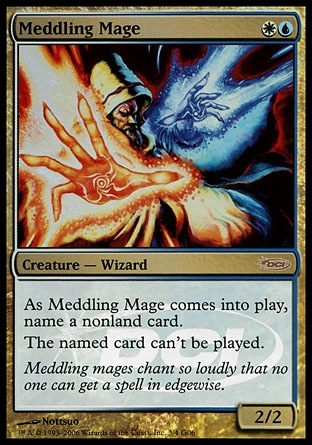 Meddling Mage
Creature — Wizard
DCI
As Meddling Mage comes into play,
name a nonland card.
The named card can't be played.
Meddling mages chant so loudly that no
one can get a spell in edgewise.
DCI
Nottsuo
™ & © 1993-2006 Wizards of the Coast, Inc. 3/4 G06
2/2